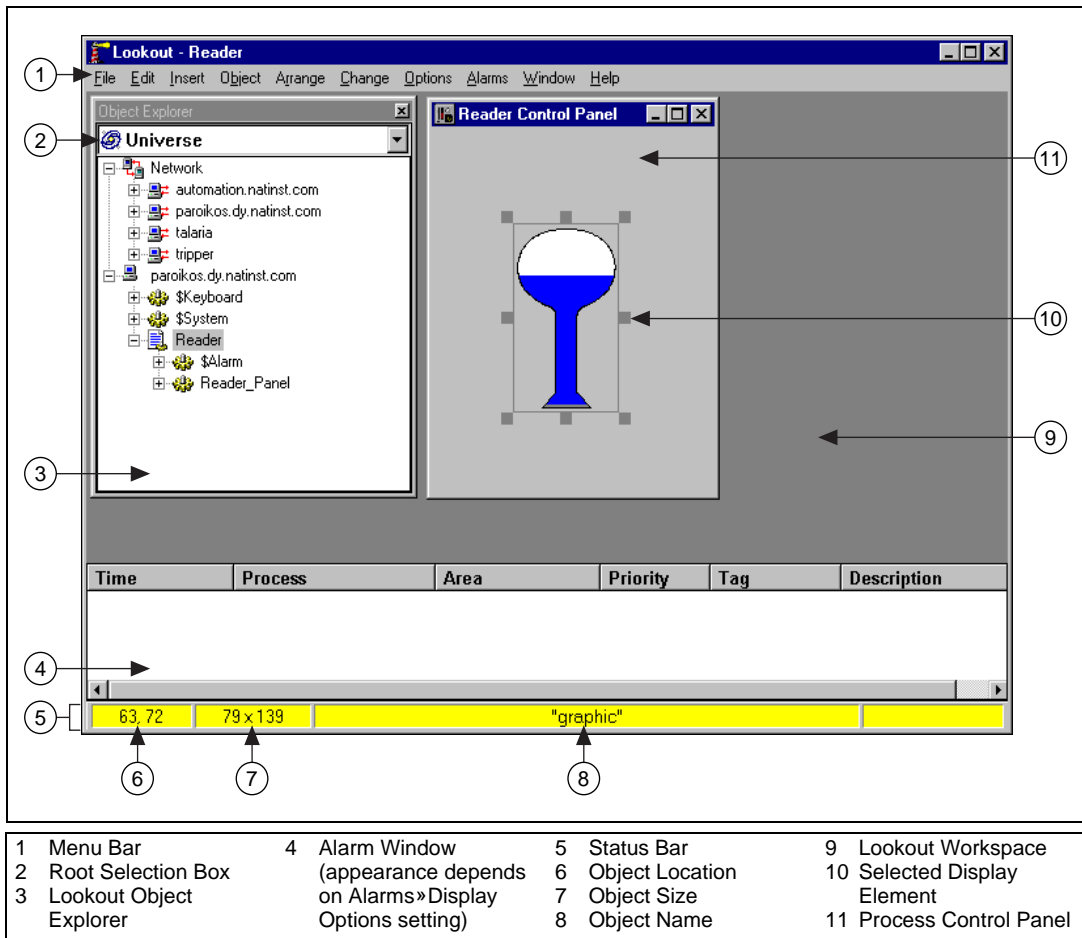 Lookout - Reader
1
File Edit Insert Object Arrange Change Options Alarms Window Help
Object Explorer
Reader Control Panel
2
Universe
11
Network
automation.natinst.com
paroikos.dy.natinst.com
talaria
tripper
paroikos.dy.natinst.com
$Keyboard
$System
Reader
$Alarm
Reader_Panel
10
9
3
Time Process Area Priority Tag Description
4
5
63, 72 79 x 139 "graphic"
6 7 8
1 Menu Bar
2 Root Selection Box
3 Lookout Object
Explorer
4 Alarm Window
(appearance depends
on Alarms»Display
Options setting)
5 Status Bar
6 Object Location
7 Object Size
8 Object Name
9 Lookout Workspace
10 Selected Display
Element
11 Process Control Panel